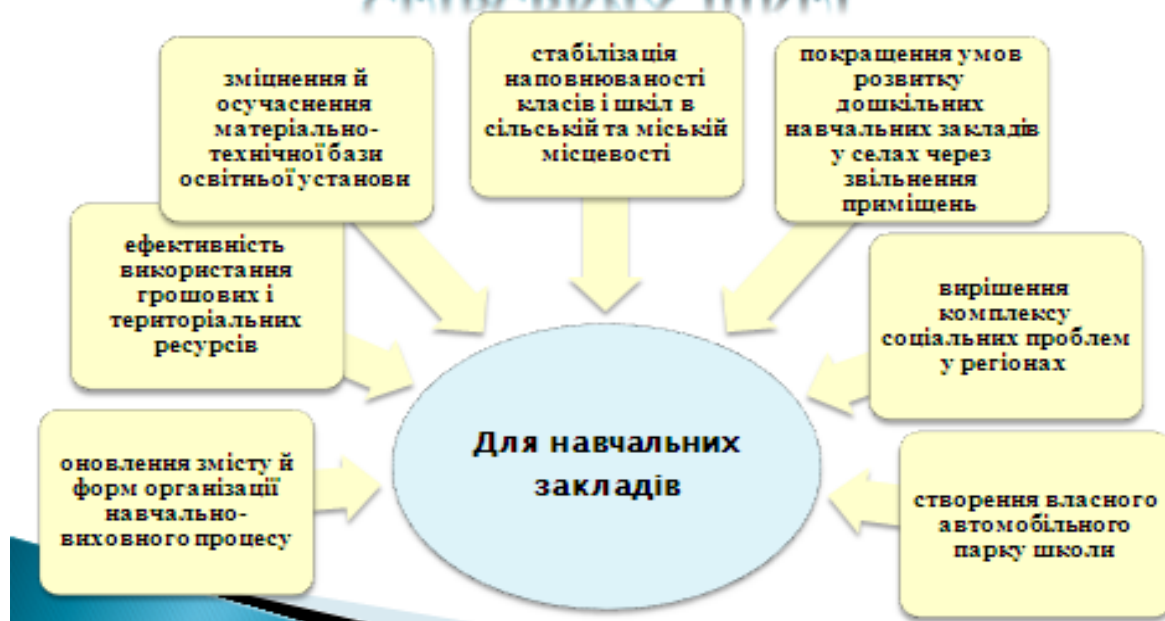 зміцнення й
осучаснення
матеріально-
технічної бази
освітньої установи
стабілізація
наповнюваності
класів і шкіл в
сільській та міській
місцевості
покращення умов
розвитку
дошкільних
навчальних закладів
у селах через
звільнення
приміщень
ефективність
використання
грошових і
територіальних
ресурсів
вирішення
комплексу
соціальних проблем
у регіонах
Для навчальних
закладів
оновлення змісту й
форм організації
навчально-
виховного процесу
створення власного
автомобільного
парку школи